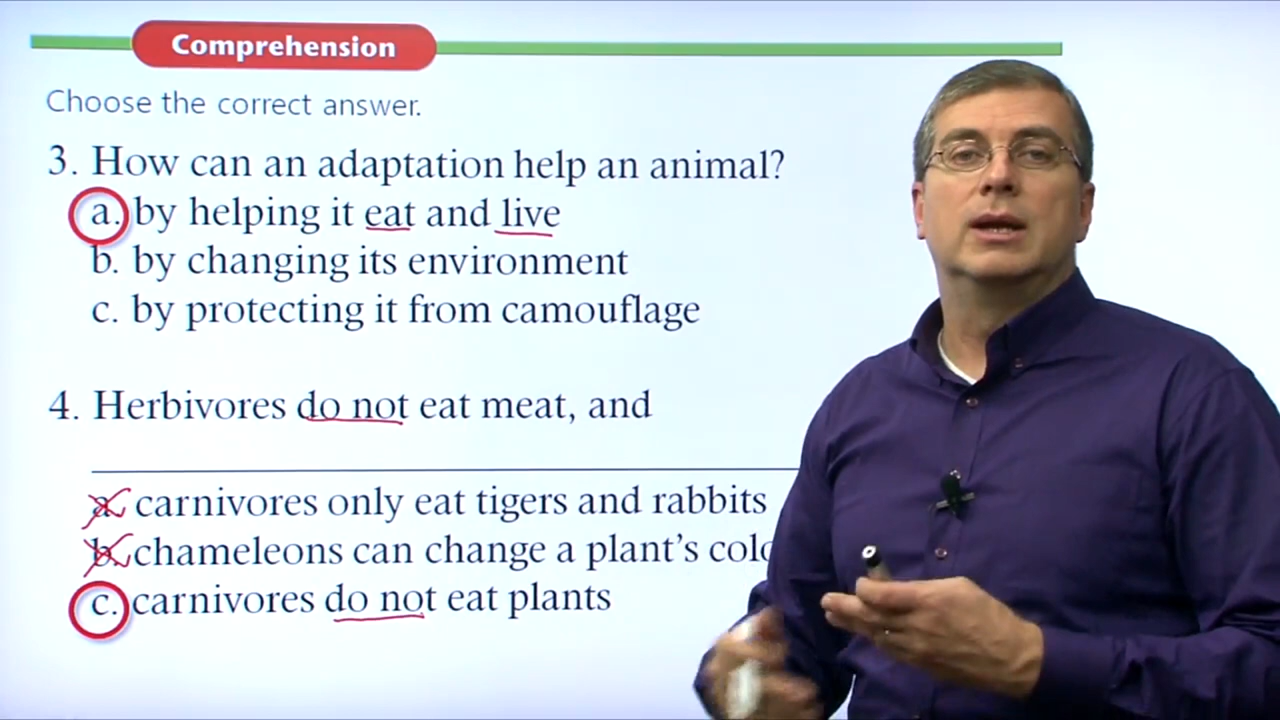 Comprehension
Choose the correct answer.
3. How can an adaptation help an animal?
a. by helping it eat and live
b. by changing its environment
c. by protecting it from camouflage
4. Herbivores do not eat meat, and
a. carnivores only eat tigers and rabbits
b. chameleons can change a plant's colo
c. carnivores do not eat plants